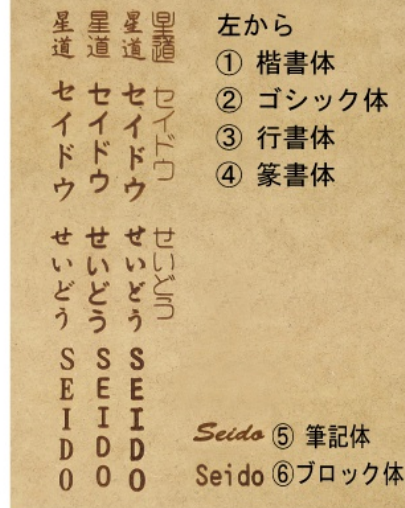 星道 星道 星道 星道
セイドウ セイドウ セイドウ セイドウ
せいどう せいどう せいどう せいどう
SEIDO SEIDO SEIDO
左から
① 楷書体
② ゴシック体
③ 行書体
④ 篆書体
Seido ⑤ 筆記体
Seido ⑥ブロック体